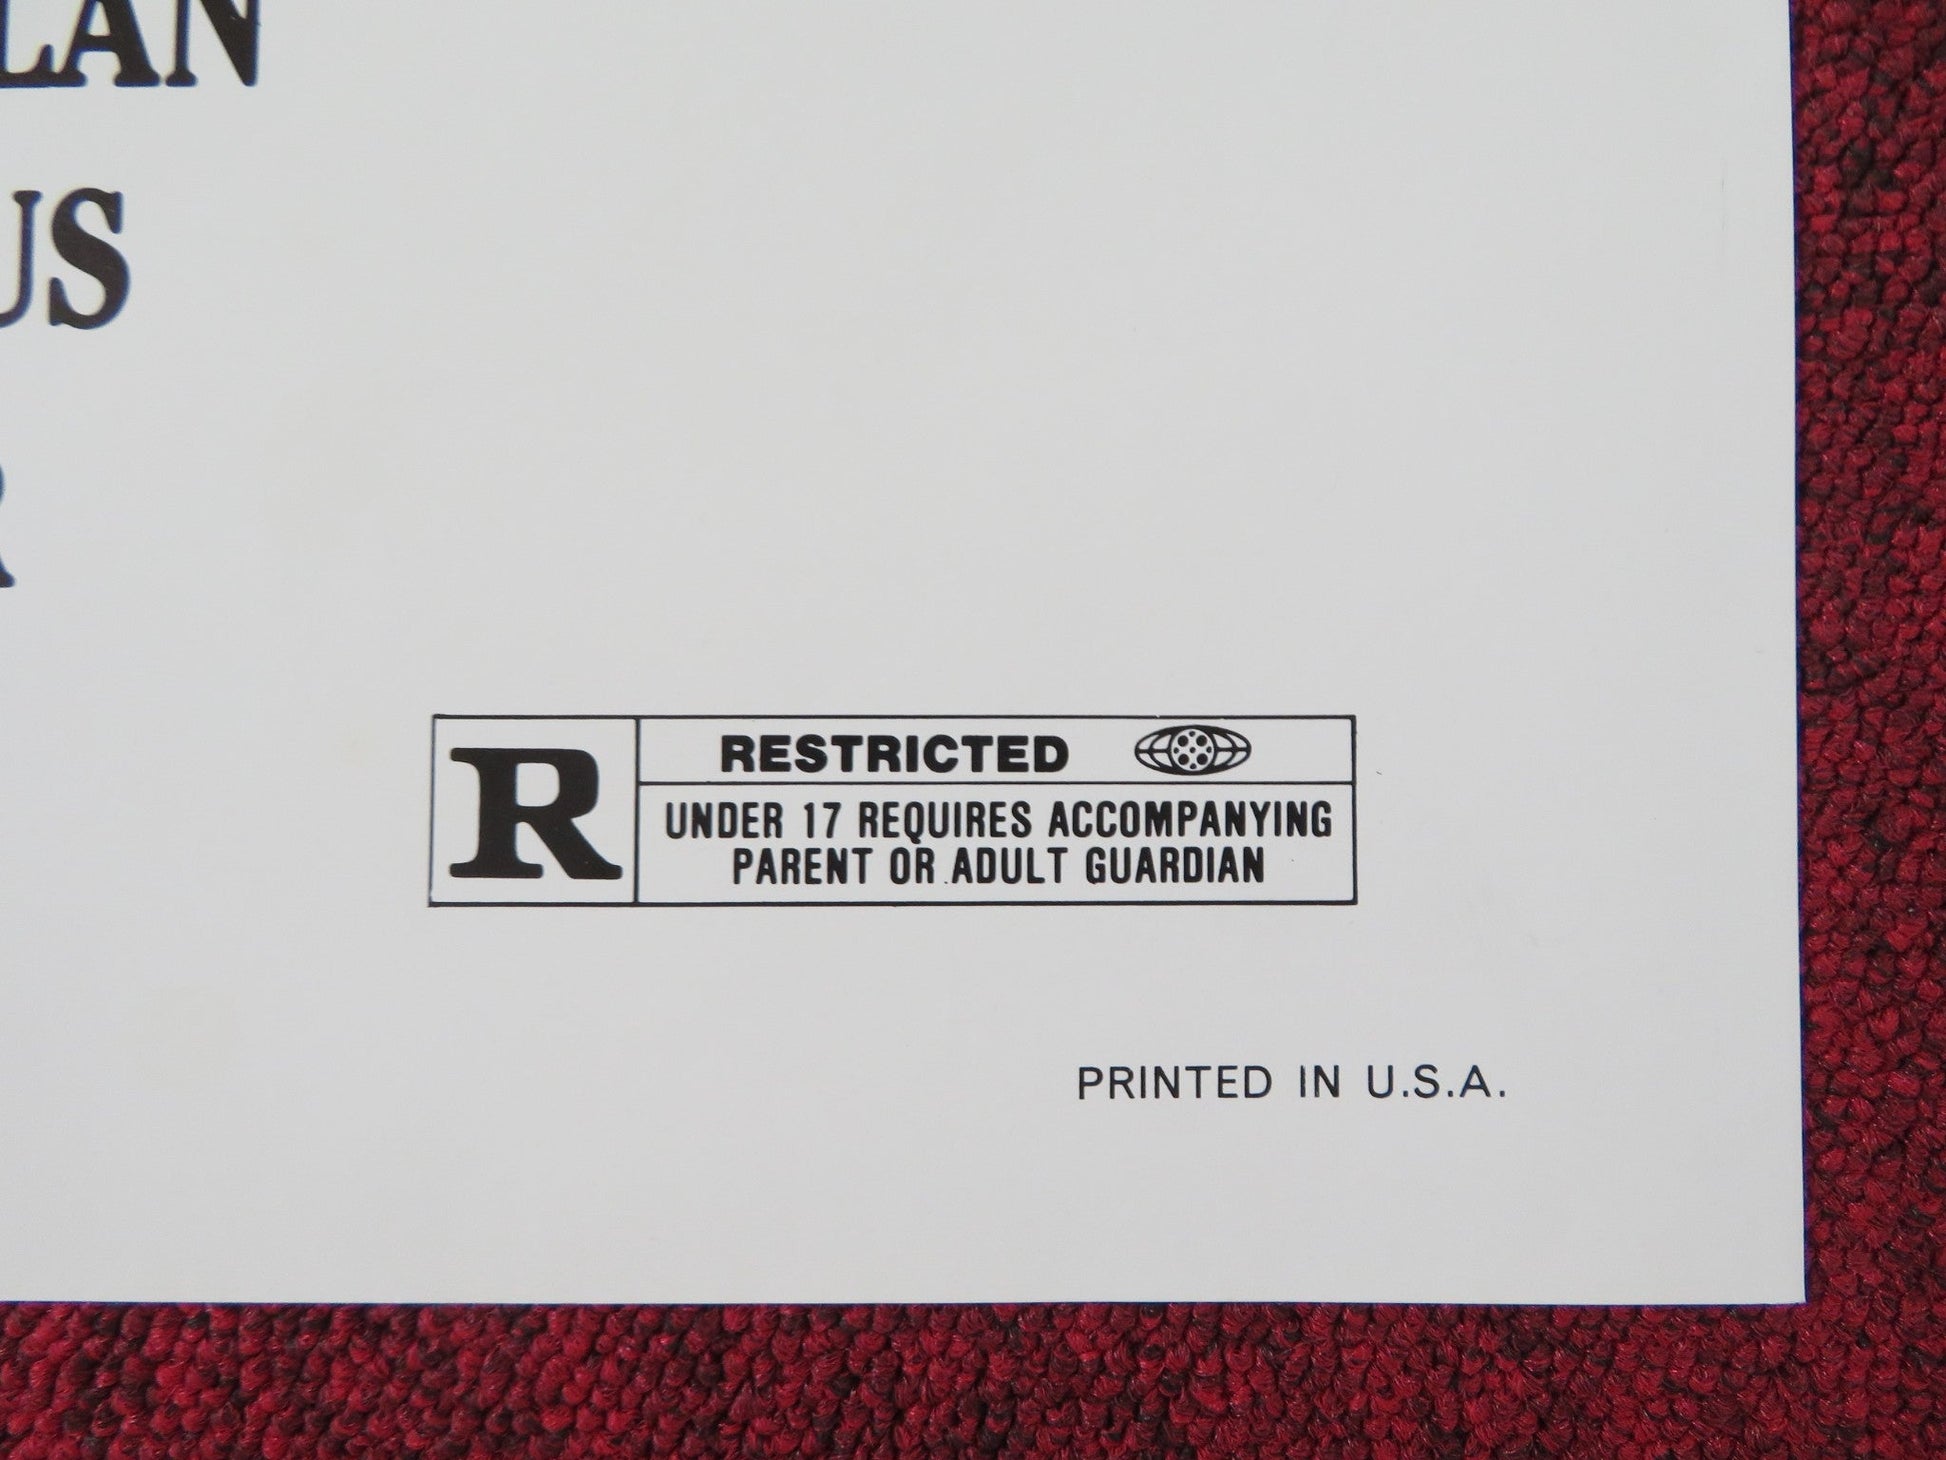 LAN
US
R
R
RESTRICTED
UNDER 17 REQUIRES ACCOMPANYING
PARENT OR ADULT GUARDIAN
PRINTED IN U.S.A.